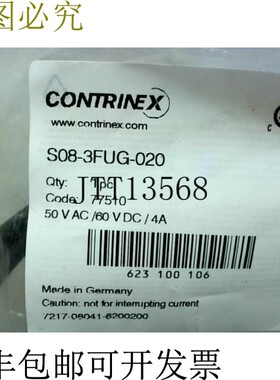 图必究
CONTRINEX
www.contrinex.com
S08-3FUG-020
Qty:
JTT13568
Code: 77510
50 V AC /60 V DC / 4A
623 100 106
Made in Germany
Caution: not for interrupting current
7217-08041-6200200
丰包邮可开发票